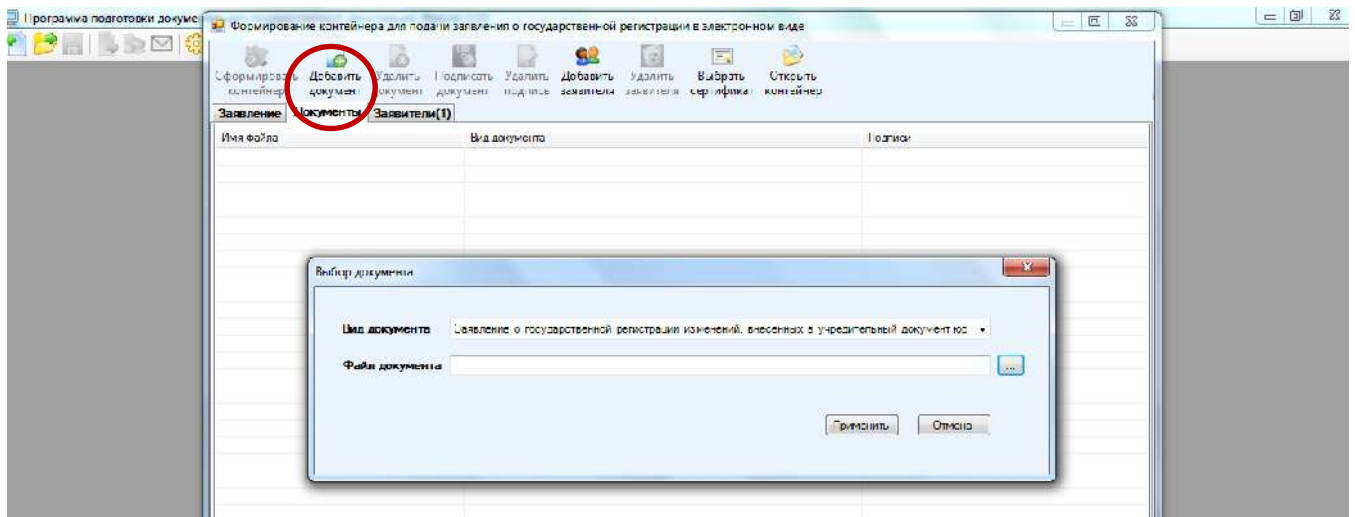 Программа подготовки докуме
Формирование контейнера для подачи заявления о государственной регистрации в электронном виде
Сформировать контейнер
Добавить документ
Удалить документ
Подписать документ
Удалить подпись
Добавить заявителя
Удалить заявителя
Выбрать сертификат
Открыть контейнер
Заявление Документы Заявители(1)
Имя файла Вид документа Подписи
Выбор документа
Вид документа Заявление о государственной регистрации изменений, внесенных в учредительный документ юр
Файл документа ...
Применить Отмена